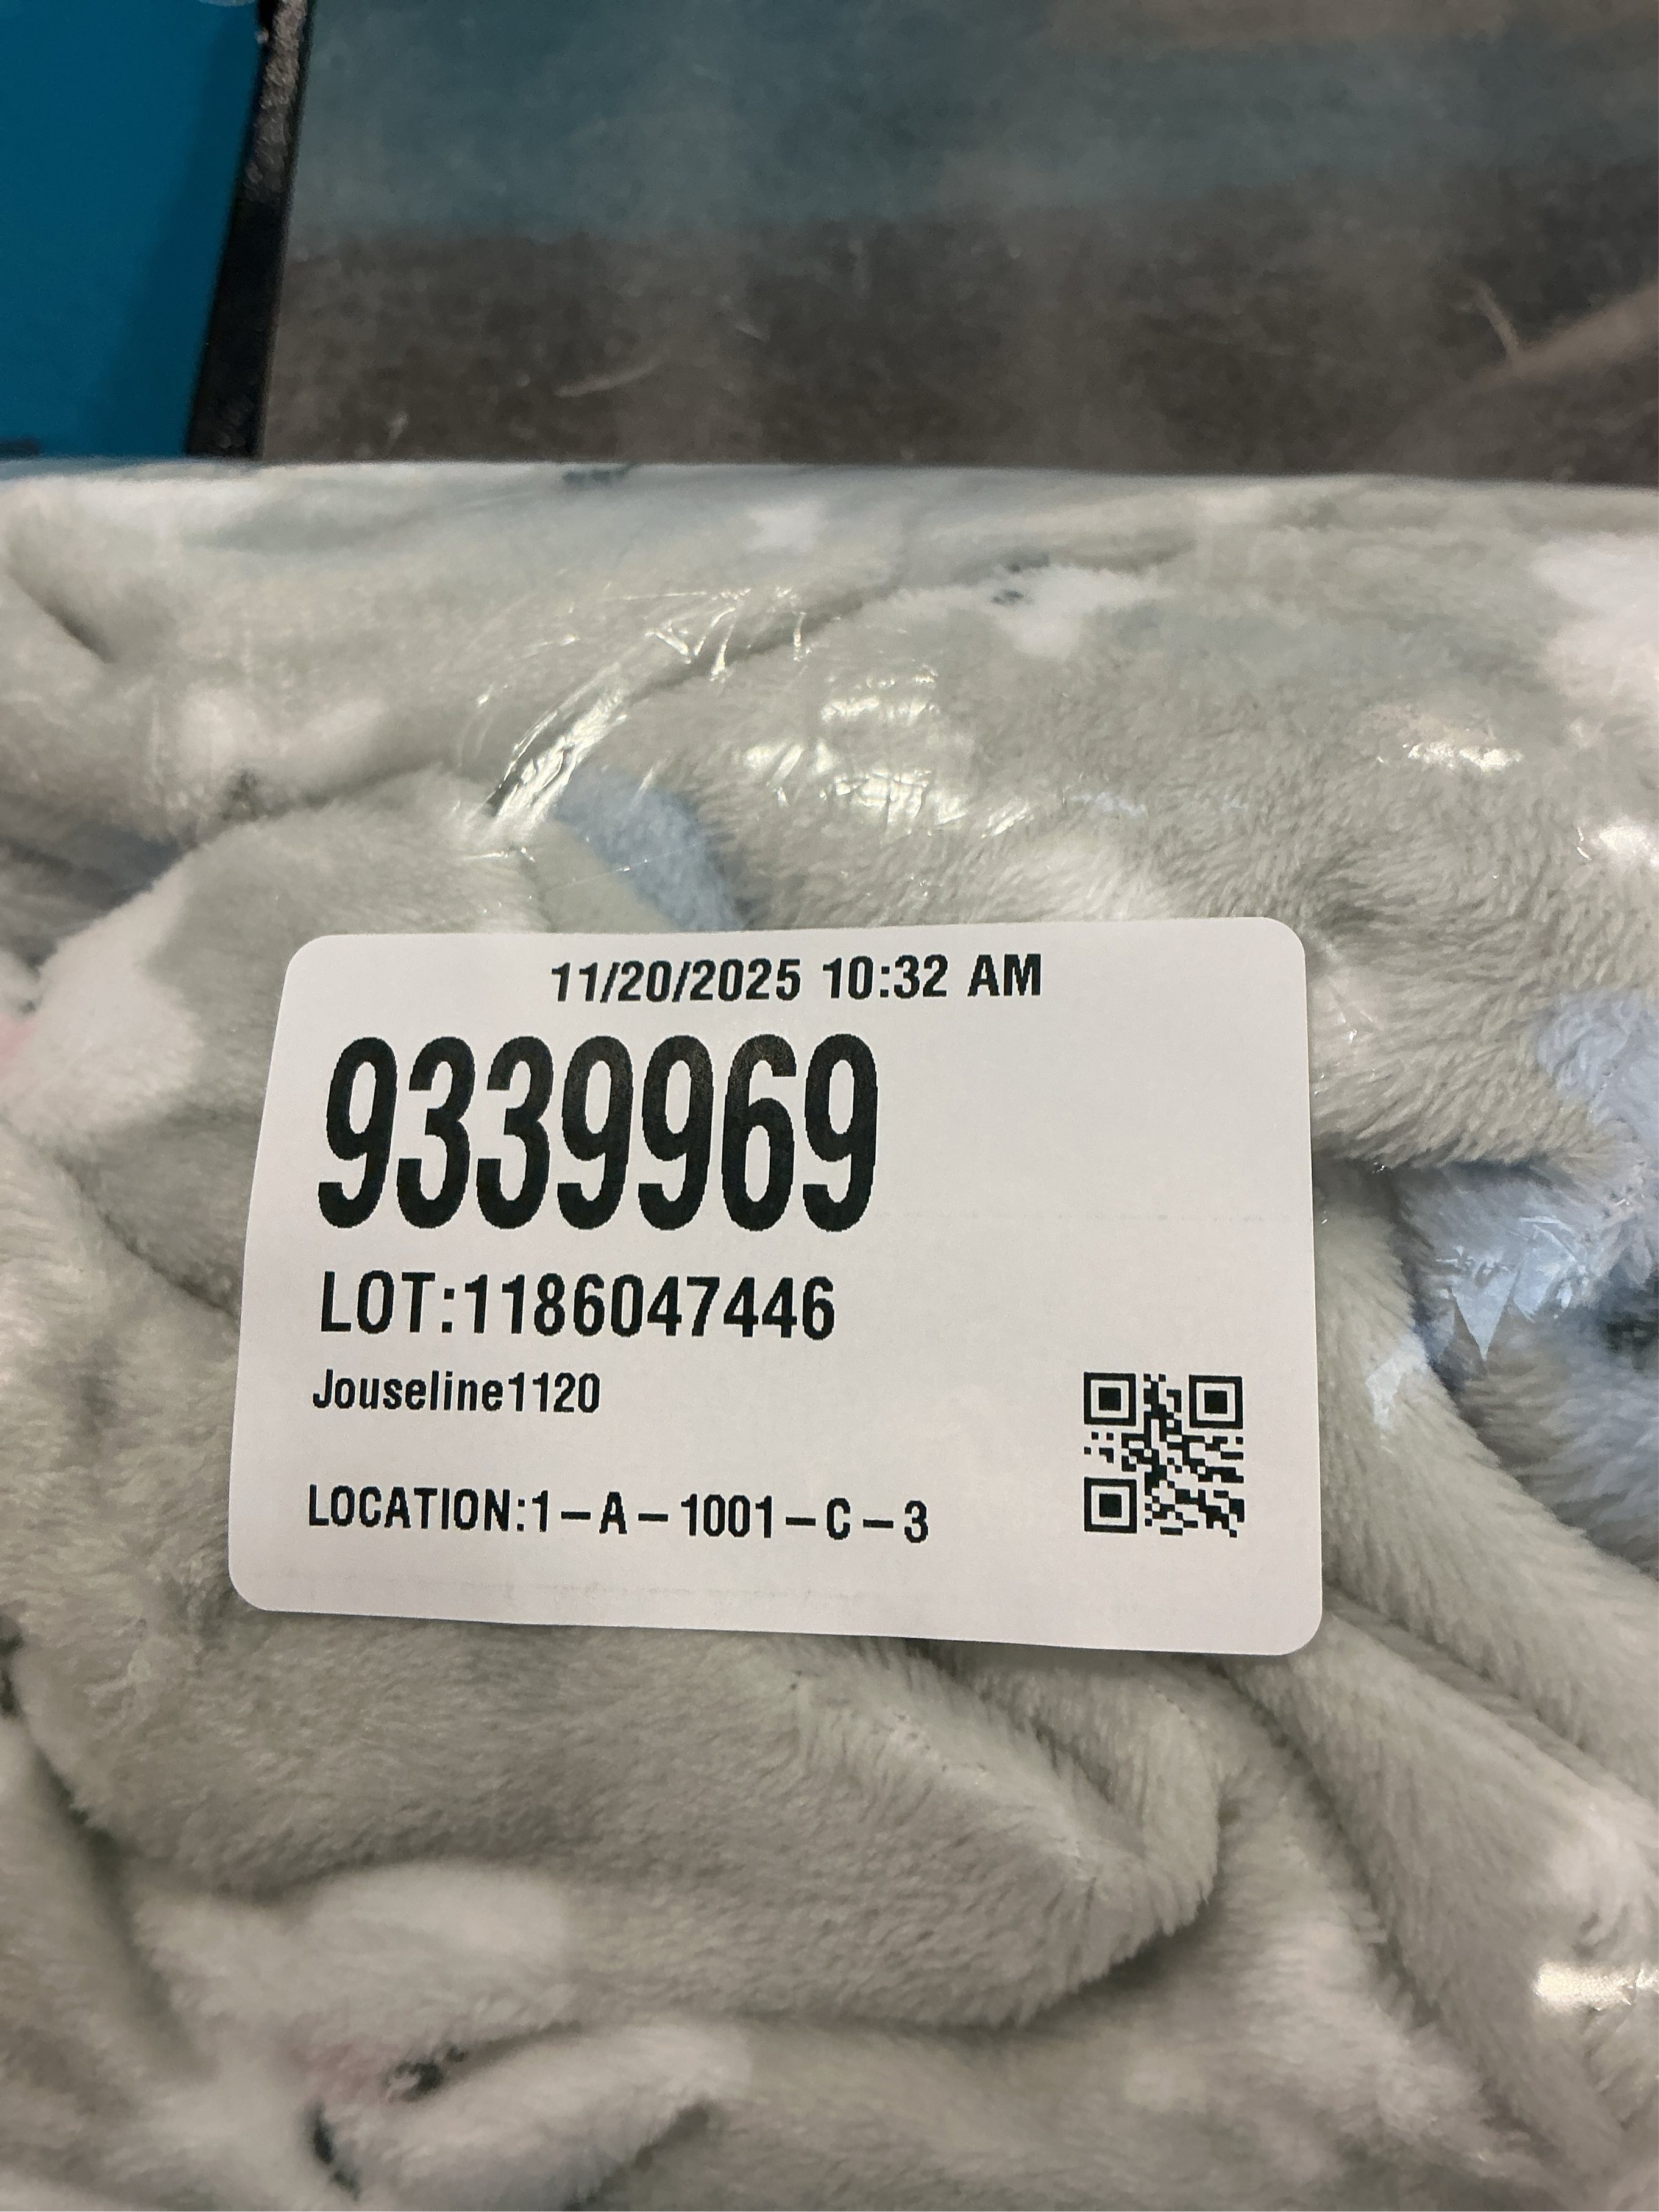 11/20/2025 10:32 AM
9339969
LOT:1186047446
Jouseline1120
LOCATION:1-A-1001-C-3